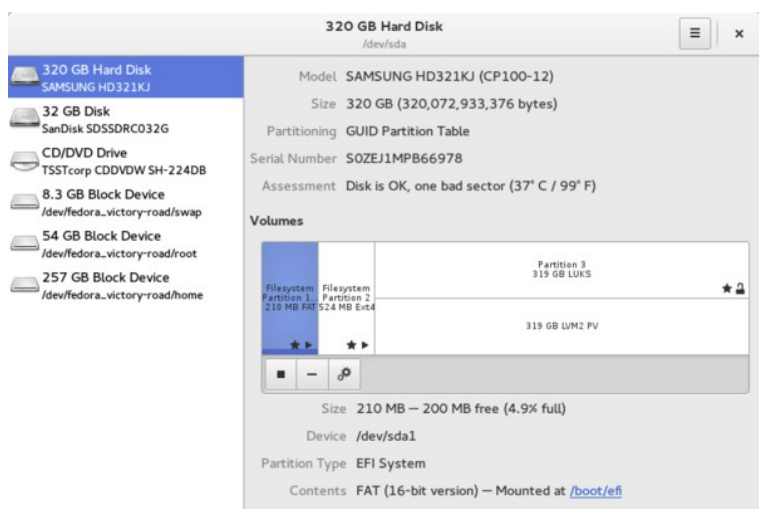 320 GB Hard Disk
/dev/sda
320 GB Hard Disk
SAMSUNG HD321KJ
32 GB Disk
SanDisk SDSSDRC032G
CD/DVD Drive
TSSTcorp CDDVDW SH-224DB
8.3 GB Block Device
/dev/fedora_victory-road/swap
54 GB Block Device
/dev/fedora_victory-road/root
257 GB Block Device
/dev/fedora_victory-road/home
Model SAMSUNG HD321KJ (CP100-12)
Size 320 GB (320,072,933,376 bytes)
Partitioning GUID Partition Table
Serial Number S0ZEJ1MPB66978
Assessment Disk is OK, one bad sector (37° C / 99° F)
Volumes
Filesystem
Partition 1...
210 MB FAT
Filesystem
Partition 2
524 MB Ext4
Partition 3
319 GB LUKS
319 GB LVM2 PV
Size 210 MB — 200 MB free (4.9% full)
Device /dev/sda1
Partition Type EFI System
Contents FAT (16-bit version) — Mounted at /boot/efi